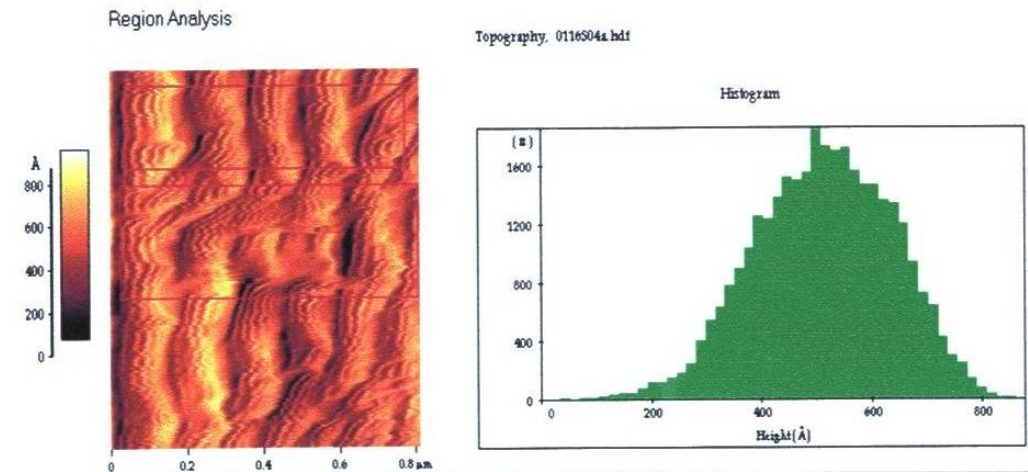 Region Analysis
Topography, 0116504a.hdf
Histogram
Å
800
600
400
200
0
0 0.2 0.4 0.6 0.8 µm
(#)
1600
1200
800
400
0
0 200 400 600 800
Height(Å)